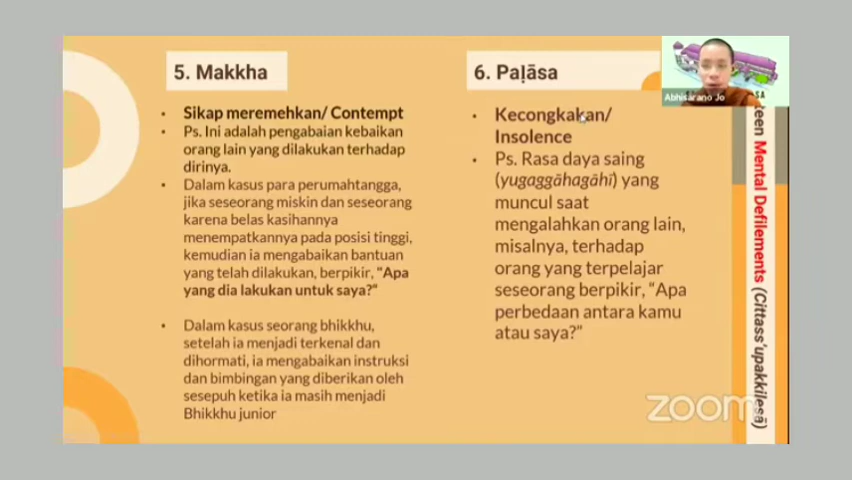 5. Makkha
Sikap meremehkan/ Contempt
Ps. Ini adalah pengabaian kebaikan
orang lain yang dilakukan terhadap
dirinya.
Dalam kasus para perumahtangga,
jika seseorang miskin dan seseorang
karena belas kasihannya
menempatkannya pada posisi tinggi,
kemudian ia mengabaikan bantuan
yang telah dilakukan, berpikir, “Apa
yang dia lakukan untuk saya?”
Dalam kasus seorang bhikkhu,
setelah ia menjadi terkenal dan
dihormati, ia mengabaikan instruksi
dan bimbingan yang diberikan oleh
sesepuh ketika ia masih menjadi
Bhikkhu junior
6. Paḷāsa
Kecongkakan/
Insolence
Ps. Rasa daya saing
(yugaggāhagāhī) yang
muncul saat
mengalahkan orang lain,
misalnya, terhadap
orang yang terpelajar
seseorang berpikir, “Apa
perbedaan antara kamu
atau saya?”
Abhisarano Jo
teen Mental Defilements (Cittass’upakkilesā)
zoom